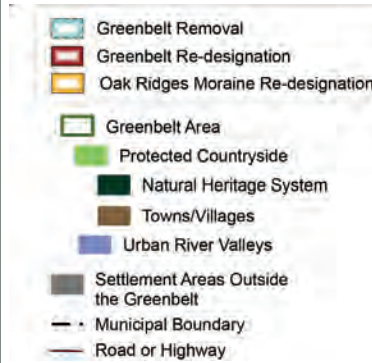 Greenbelt Removal
Greenbelt Re-designation
Oak Ridges Moraine Re-designation
Greenbelt Area
Protected Countryside
Natural Heritage System
Towns/Villages
Urban River Valleys
Settlement Areas Outside
the Greenbelt
Municipal Boundary
Road or Highway